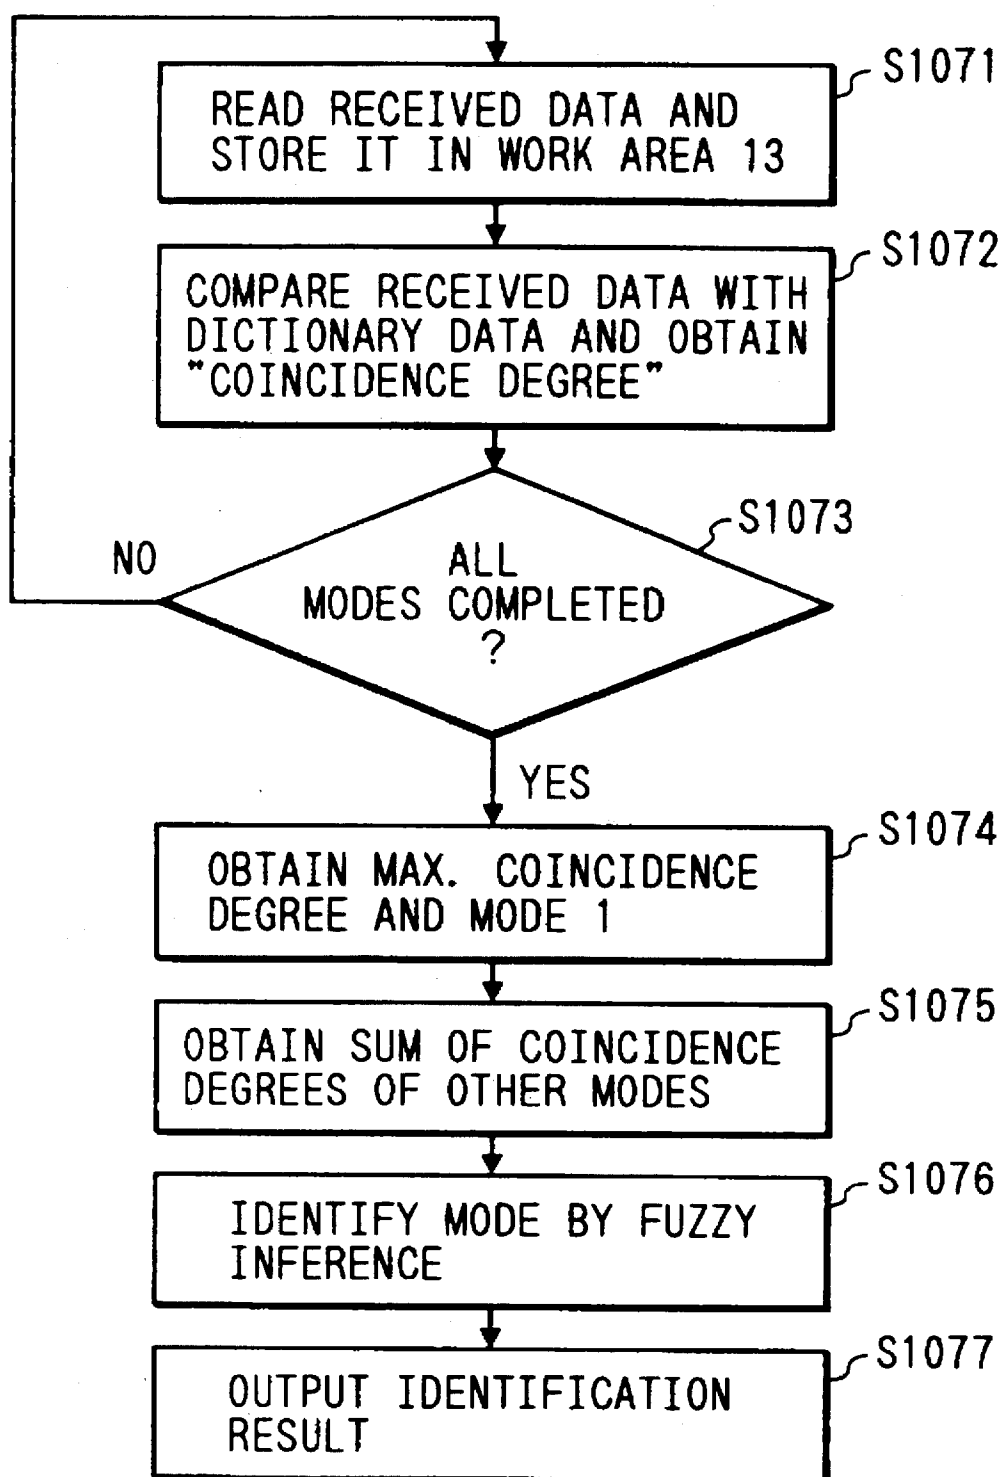 S1071
READ RECEIVED DATA AND
STORE IT IN WORK AREA 13
S1072
COMPARE RECEIVED DATA WITH
DICTIONARY DATA AND OBTAIN
"COINCIDENCE DEGREE"
S1073
NO
ALL
MODES COMPLETED
?
YES
S1074
OBTAIN MAX. COINCIDENCE
DEGREE AND MODE 1
S1075
OBTAIN SUM OF COINCIDENCE
DEGREES OF OTHER MODES
S1076
IDENTIFY MODE BY FUZZY
INFERENCE
S1077
OUTPUT IDENTIFICATION
RESULT